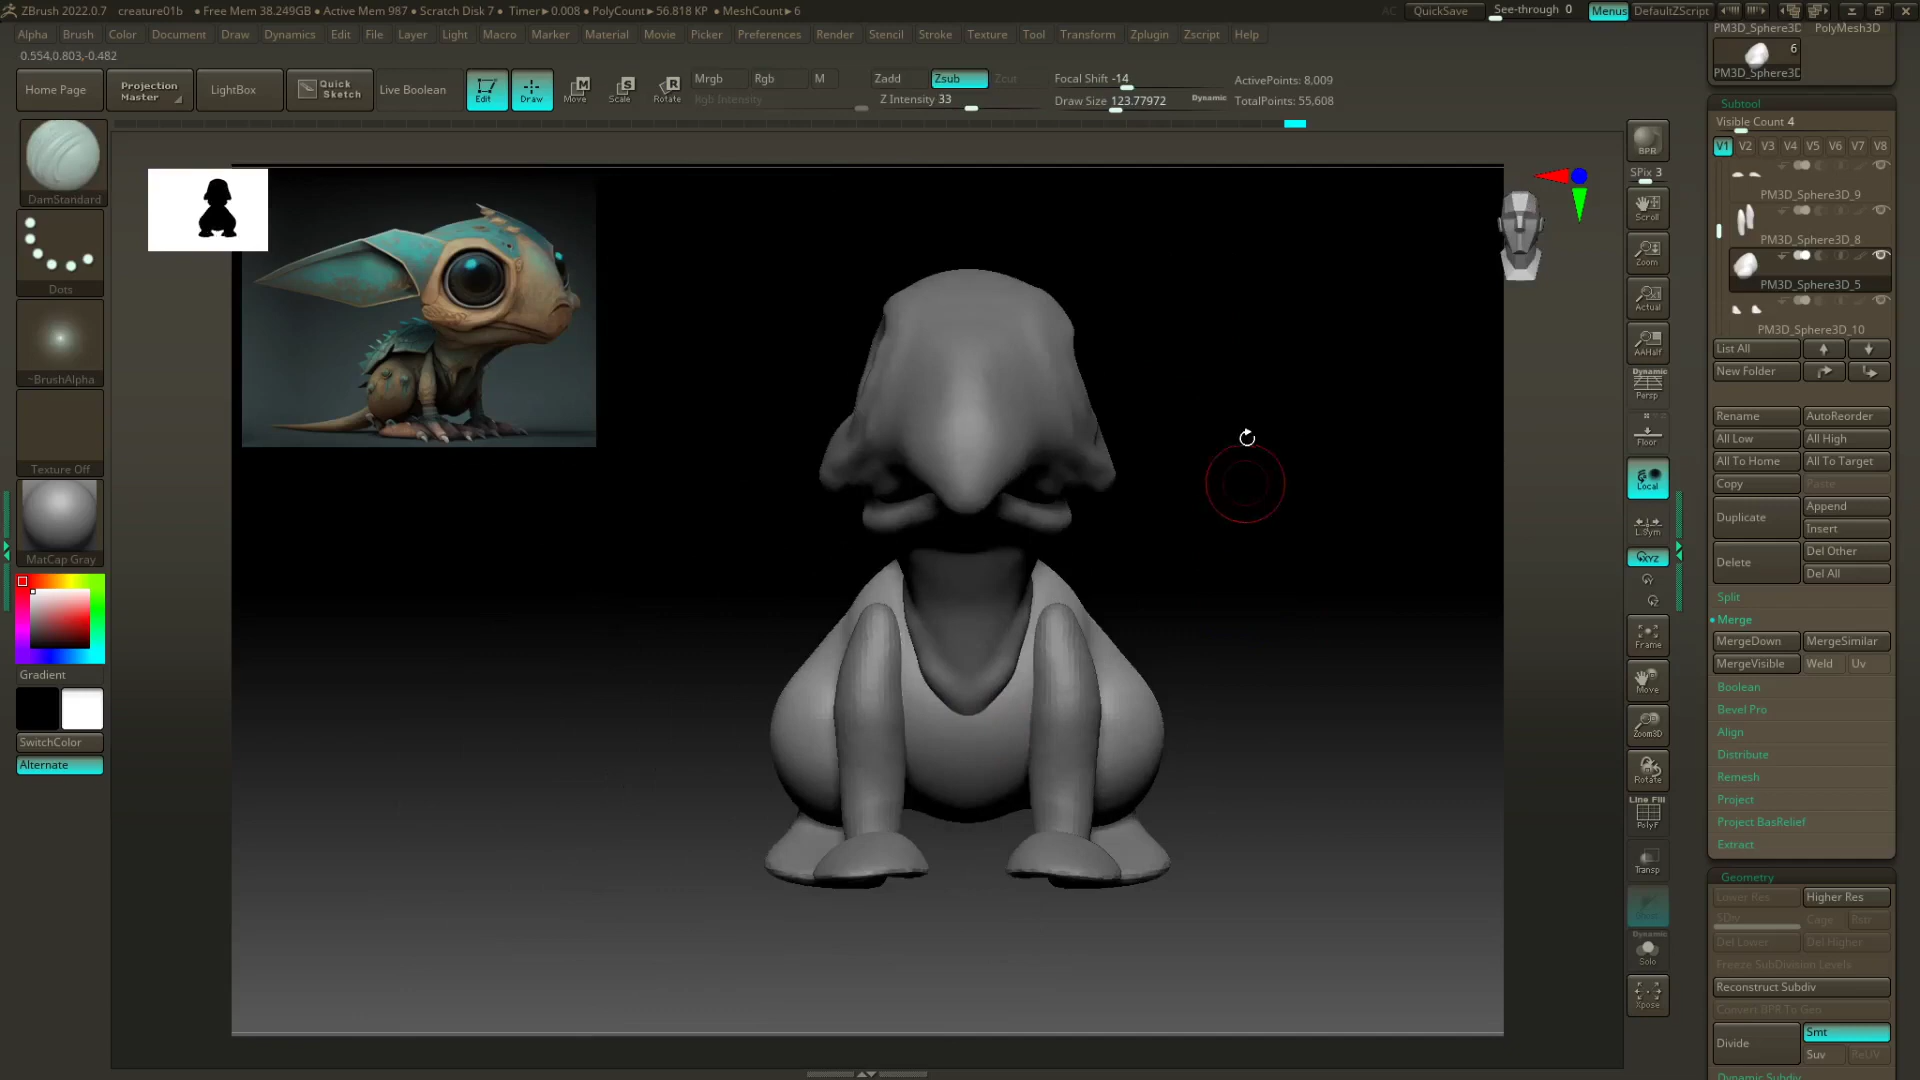 ZBrush 2022.0.7 creature01b ● Free Mem 38.249GB ● Active Mem 987 ● Scratch Disk 7 ● Timer►0.008 ● PolyCount►56.818 KP ● MeshCount►6
AC QuickSave See-through 0 Menus DefaultZScript
Alpha Brush Color Document Draw Dynamics Edit File Layer Light Macro Marker Material Movie Picker Preferences Render Stencil Stroke Texture Tool Transform Zplugin Zscript Help
0.554,0.803,-0.482
Home Page
Projection Master
LightBox
Quick Sketch
Live Boolean
Edit
Draw
Move
Scale
Rotate
Mrgb Rgb M
Rgb Intensity
Zadd Zsub Zcut
Z Intensity 33
Focal Shift -14
Draw Size 123.77972 Dynamic
ActivePoints: 8,009
TotalPoints: 55,608
DamStandard
Dots
~BrushAlpha
Texture Off
MatCap Gray
Gradient
SwitchColor
Alternate
BPR
SPix 3
Scroll
Zoom
Actual
AAHalf
Dynamic
Persp
Floor
Local
L.Sym
XYZ
Frame
Move
Zoom3D
Rotate
Line Fill
PolyF
Transp
Dynamic
Solo
Xpose
PM3D_Sphere3D PolyMesh3D
6
PM3D_Sphere3D
Subtool
Visible Count 4
V1 V2 V3 V4 V5 V6 V7 V8
PM3D_Sphere3D_9
PM3D_Sphere3D_8
PM3D_Sphere3D_5
PM3D_Sphere3D_10
List All
New Folder
Rename AutoReorder
All Low All High
All To Home All To Target
Copy Paste
Duplicate Append
Insert
Delete Del Other
Del All
Split
Merge
MergeDown MergeSimilar
MergeVisible Weld Uv
Boolean
Bevel Pro
Align
Distribute
Remesh
Project
Project BasRelief
Extract
Geometry
Lower Res Higher Res
SDiv Cage Rstr
Del Lower Del Higher
Freeze SubDivision Levels
Reconstruct Subdiv
Convert BPR To Geo
Divide Smt
Suv ReUV
Dynamic Subdiv